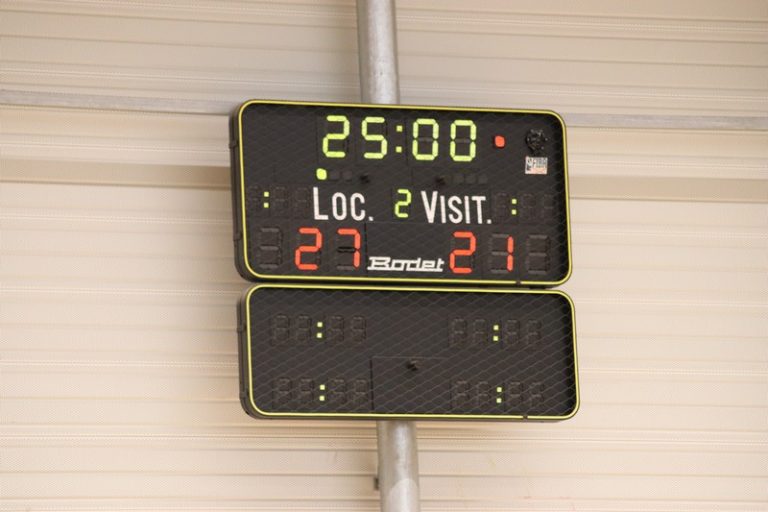 25:00
LOC. 2 VISIT.
27 Bodet 21